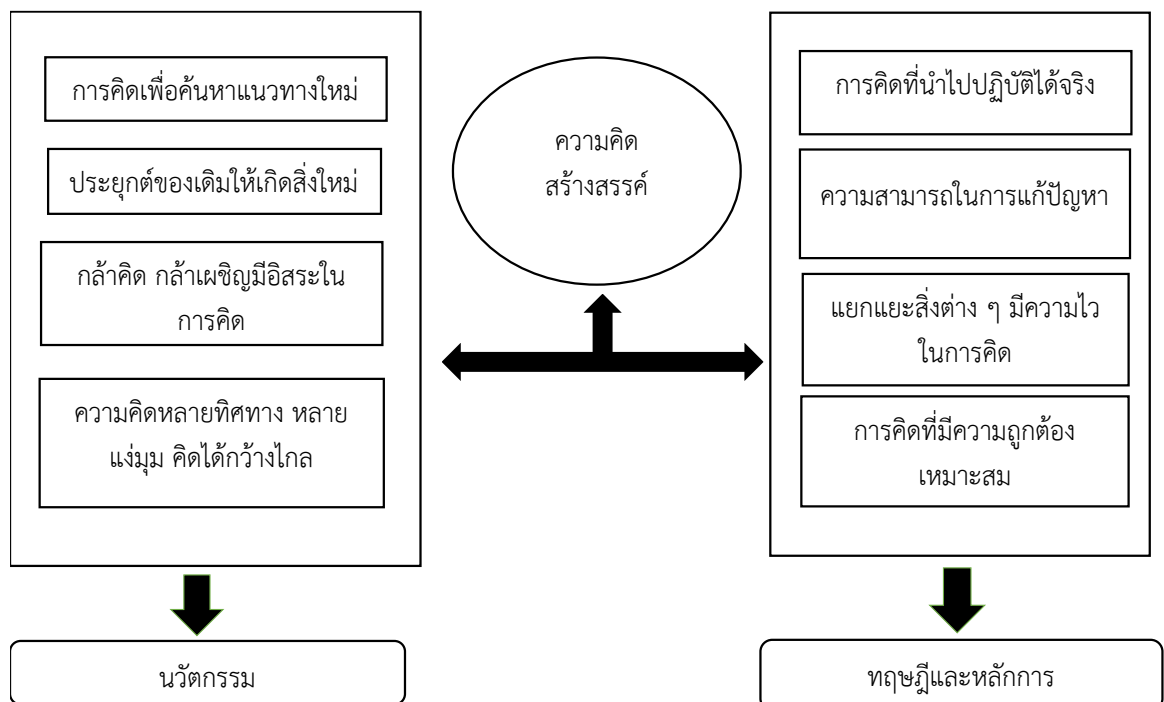 การคิดเพื่อค้นหาแนวทางใหม่
ประยุกต์ของเดิมให้เกิดสิ่งใหม่
กล้าคิด กล้าเผชิญมีอิสระใน
การคิด
ความคิดหลายทิศทาง หลาย
แง่มุม คิดได้กว้างไกล
นวัตกรรม
ความคิด
สร้างสรรค์
การคิดที่นำไปปฏิบัติได้จริง
ความสามารถในการแก้ปัญหา
แยกแยะสิ่งต่าง ๆ มีความไว
ในการคิด
การคิดที่มีความถูกต้อง
เหมาะสม
ทฤษฎีและหลักการ